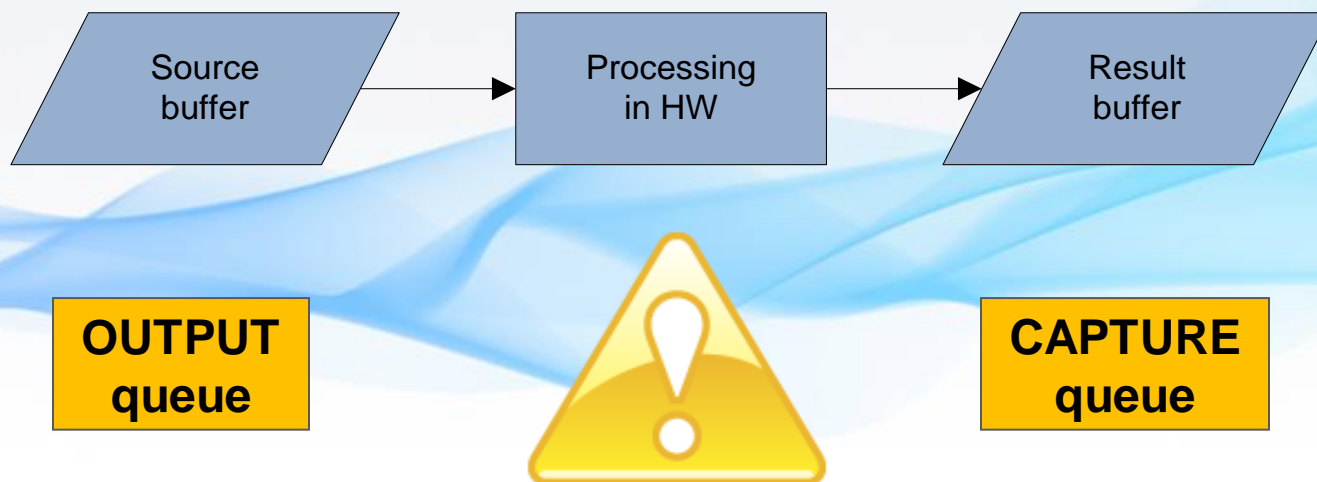 Source
buffer
Processing
in HW
Result
buffer
OUTPUT
queue
CAPTURE
queue